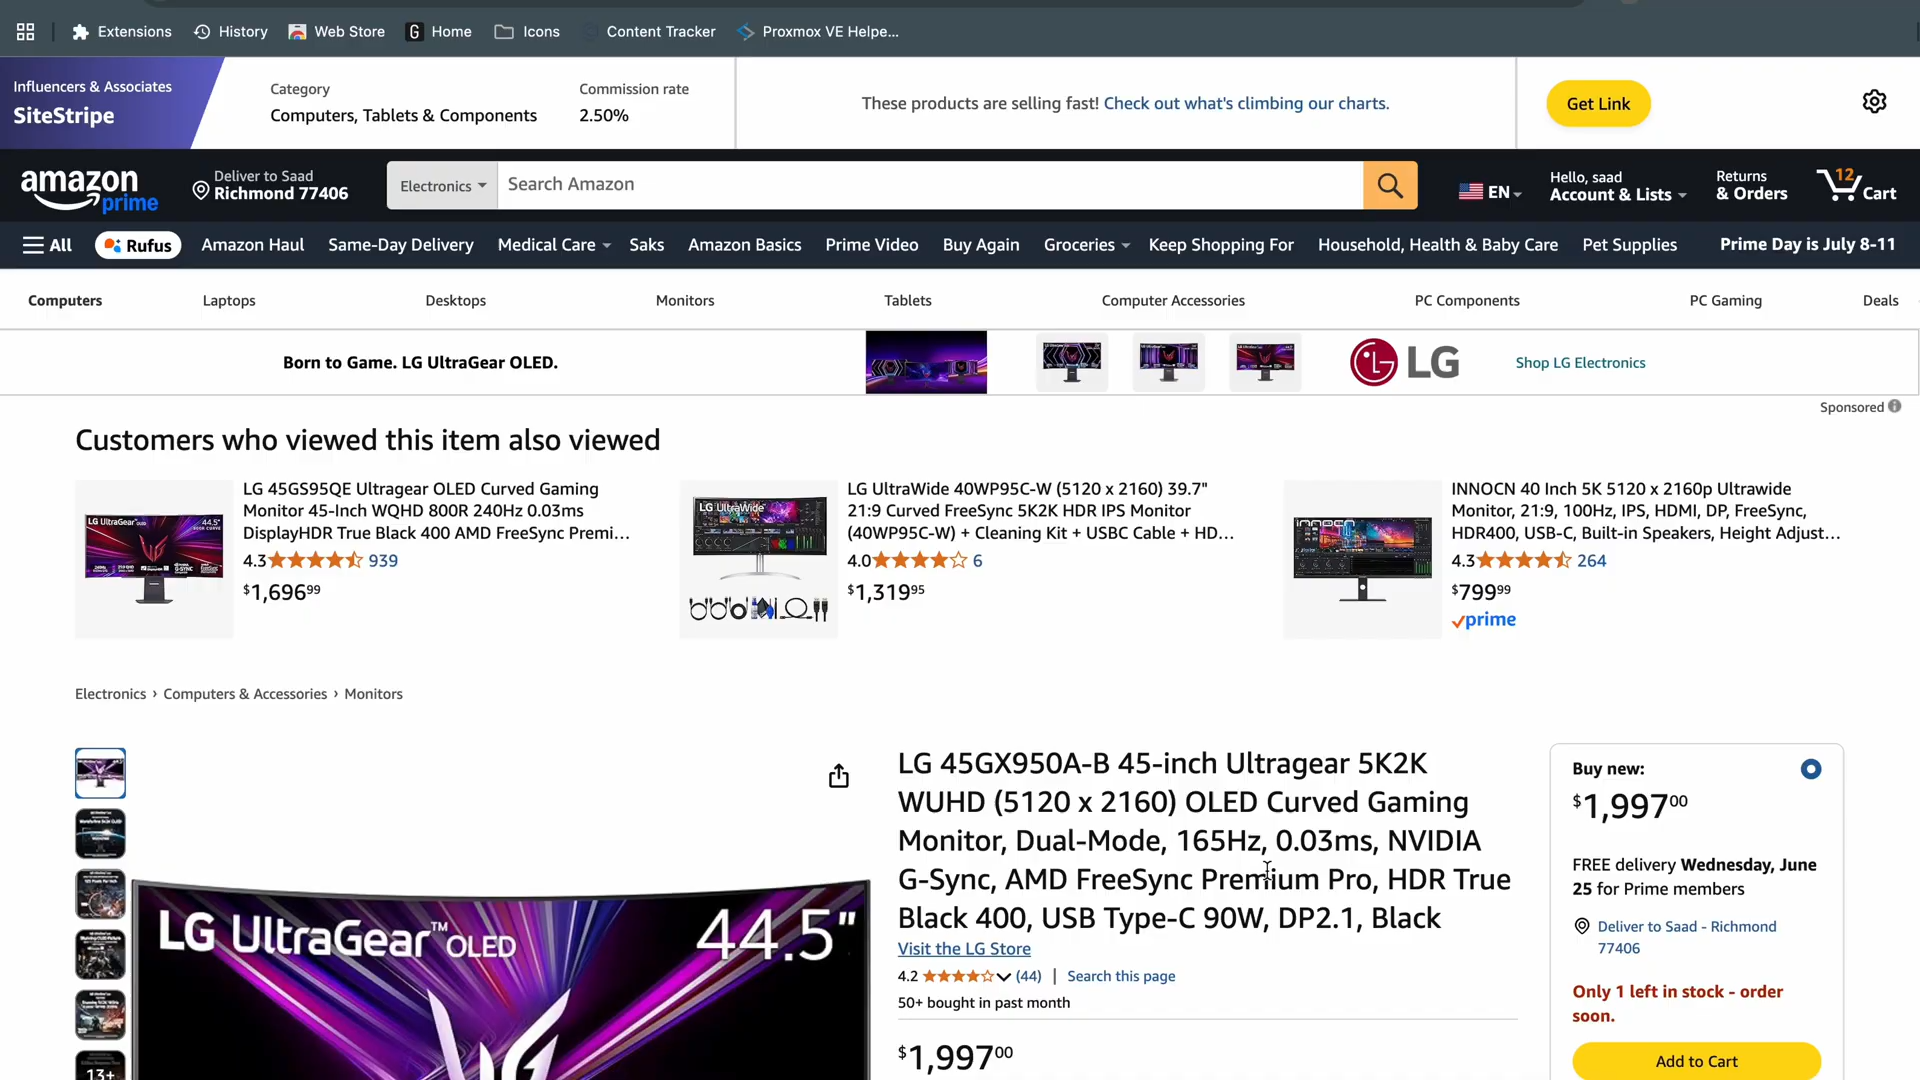 Extensions
History
Web Store
Home
Icons
Content Tracker
Proxmox VE Helpe...
Influencers & Associates
SiteStripe
Category
Computers, Tablets & Components
Commission rate
2.50%
These products are selling fast! Check out what's climbing our charts.
Get Link
amazon
prime
Deliver to Saad
Richmond 77406
Electronics
Search Amazon
EN
Hello, saad
Account & Lists
Returns
& Orders
12
Cart
All
Rufus
Amazon Haul
Same-Day Delivery
Medical Care
Saks
Amazon Basics
Prime Video
Buy Again
Groceries
Keep Shopping For
Household, Health & Baby Care
Pet Supplies
Prime Day is July 8-11
Computers
Laptops
Desktops
Monitors
Tablets
Computer Accessories
PC Components
PC Gaming
Deals
Born to Game. LG UltraGear OLED.
LG
Shop LG Electronics
Sponsored
Customers who viewed this item also viewed
LG 45GS95QE Ultragear OLED Curved Gaming
Monitor 45-Inch WQHD 800R 240Hz 0.03ms
DisplayHDR True Black 400 AMD FreeSync Premi...
4.3 939
$1,696 99
LG UltraWide 40WP95C-W (5120 x 2160) 39.7"
21:9 Curved FreeSync 5K2K HDR IPS Monitor
(40WP95C-W) + Cleaning Kit + USBC Cable + HD...
4.0 6
$1,319 95
INNOCN 40 Inch 5K 5120 x 2160p Ultrawide
Monitor, 21:9, 100Hz, IPS, HDMI, DP, FreeSync,
HDR400, USB-C, Built-in Speakers, Height Adjust...
4.3 264
$799 99
prime
Electronics › Computers & Accessories › Monitors
LG UltraGear™ OLED
44.5"
13+
LG 45GX950A-B 45-inch Ultragear 5K2K
WUHD (5120 x 2160) OLED Curved Gaming
Monitor, Dual-Mode, 165Hz, 0.03ms, NVIDIA
G-Sync, AMD FreeSync Premium Pro, HDR True
Black 400, USB Type-C 90W, DP2.1, Black
Visit the LG Store
4.2 (44) | Search this page
50+ bought in past month
$1,997 00
Buy new:
$1,997 00
FREE delivery Wednesday, June
25 for Prime members
Deliver to Saad - Richmond
77406
Only 1 left in stock - order
soon.
Add to Cart